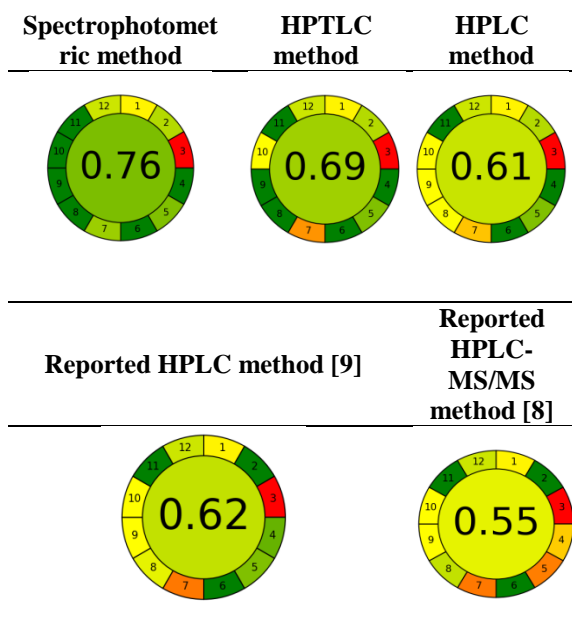 Spectrophotomet HPTLC HPLC
ric method method method
12 1 12 1 12 1
11 2 11 2 11 2
10 0.76 3 10 0.69 3 10 0.61 3
9 4 9 4 9 4
8 5 8 5 8 5
7 6 7 6 7 6
Reported
HPLC-
Reported HPLC method [9] MS/MS
method [8]
12 1 12 1
11 2 11 2
10 0.62 3 10 0.55 3
9 4 9 4
8 5 8 5
7 6 7 6